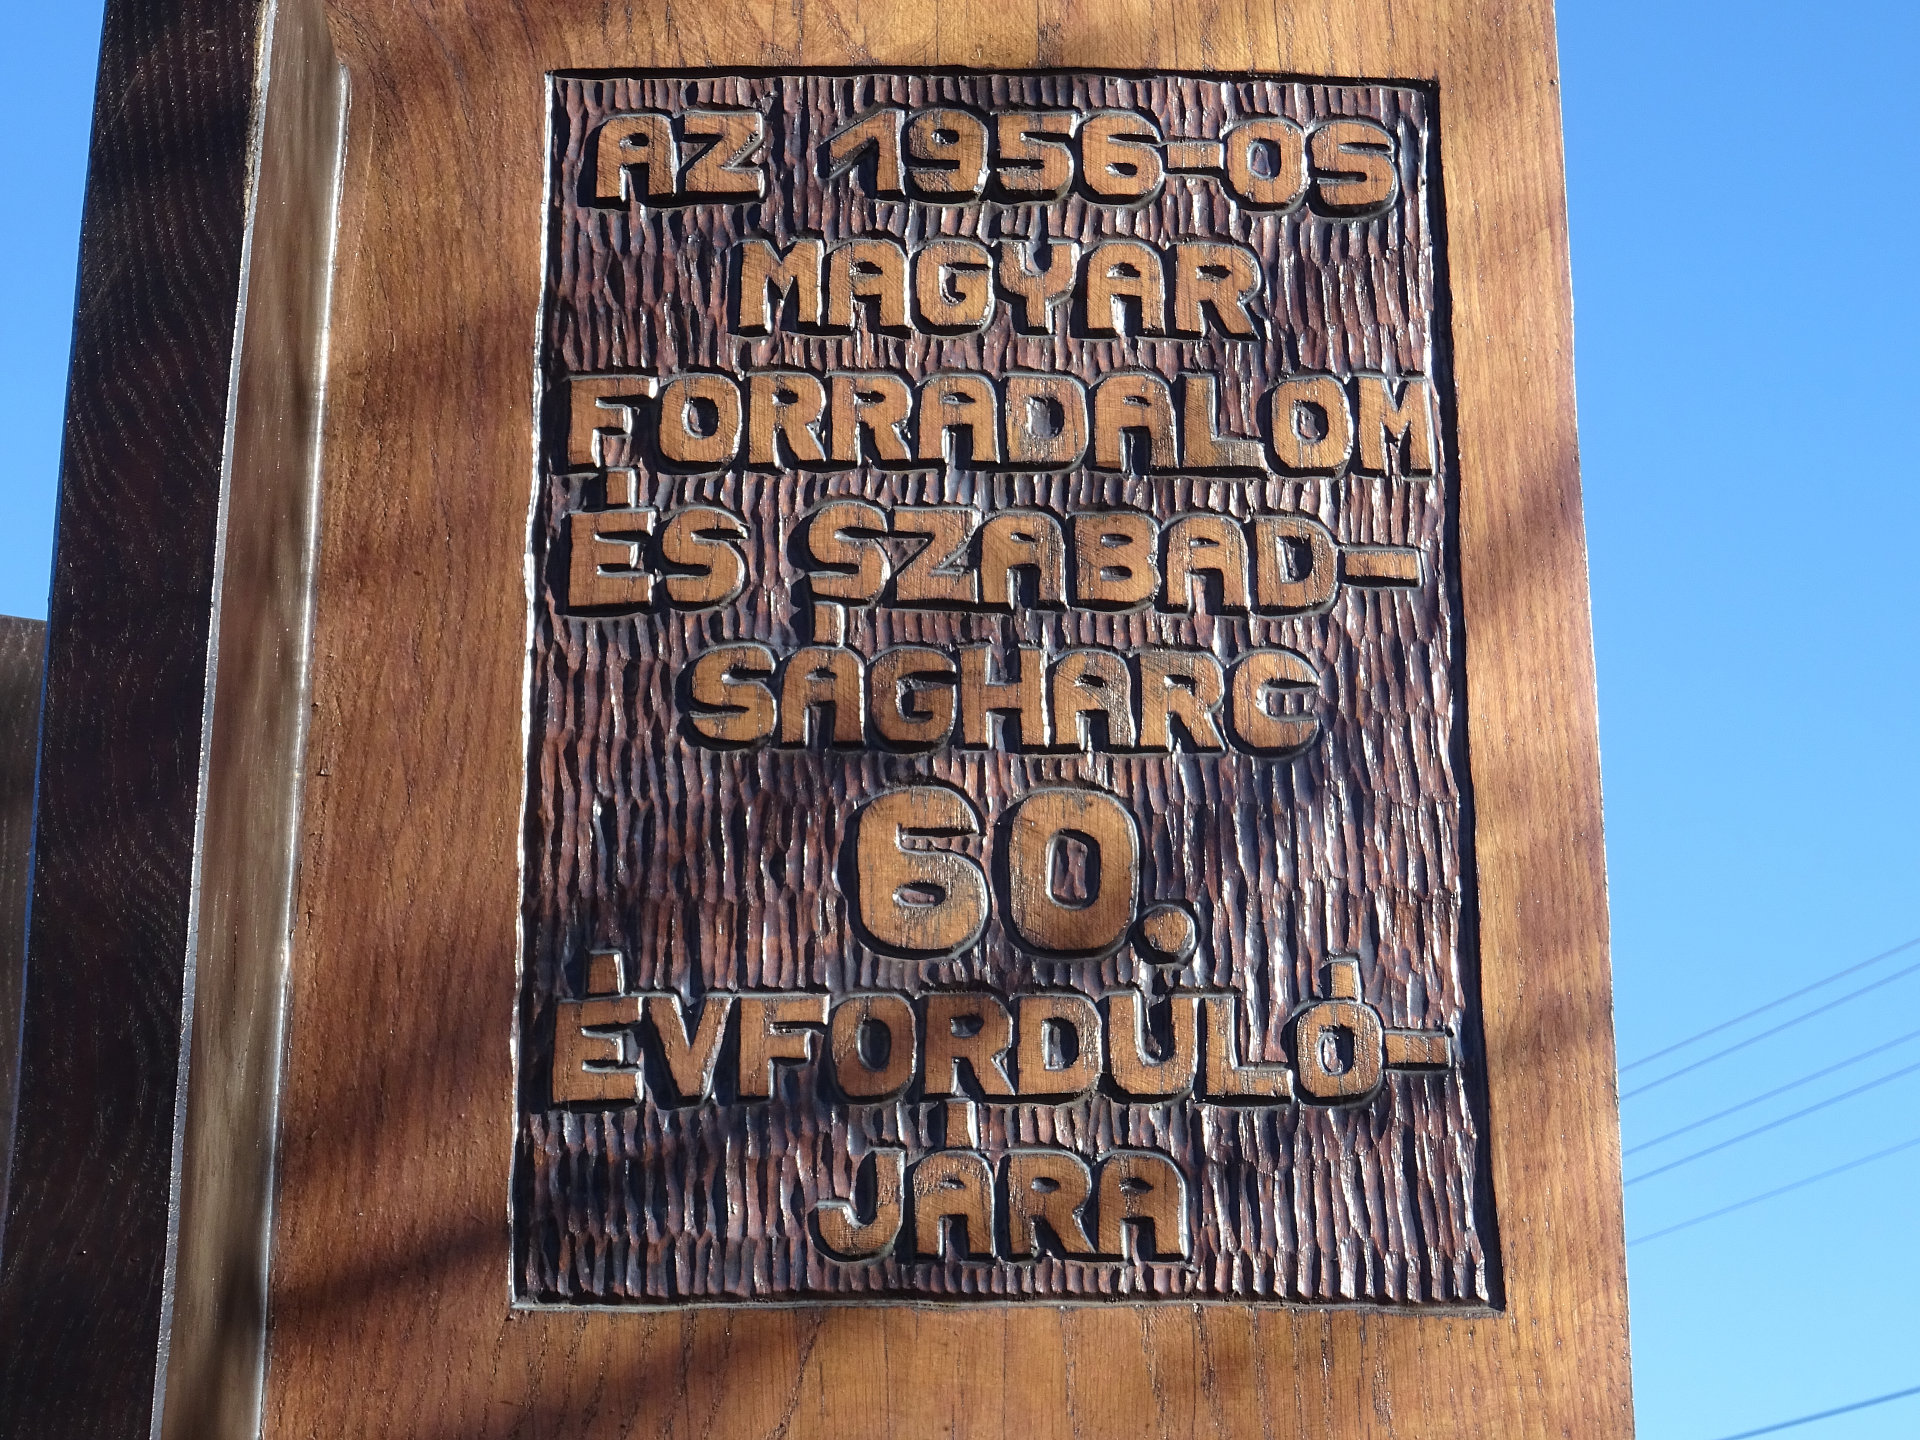 AZ 1956-OS
MAGYAR
FORRADALOM
ÉS SZABAD-
SÁGHARC
60.
ÉVFORDULÓ-
JÁRA